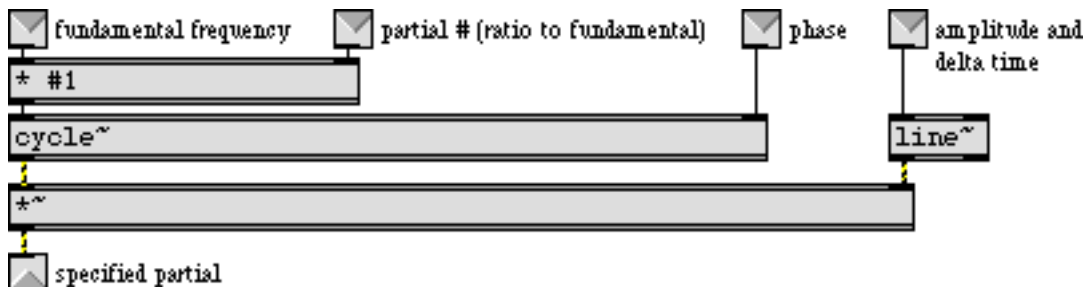 fundamental frequency
partial # (ratio to fundamental)
phase
amplitude and
delta time
* #1
cycle~
line~
*~
specified partial